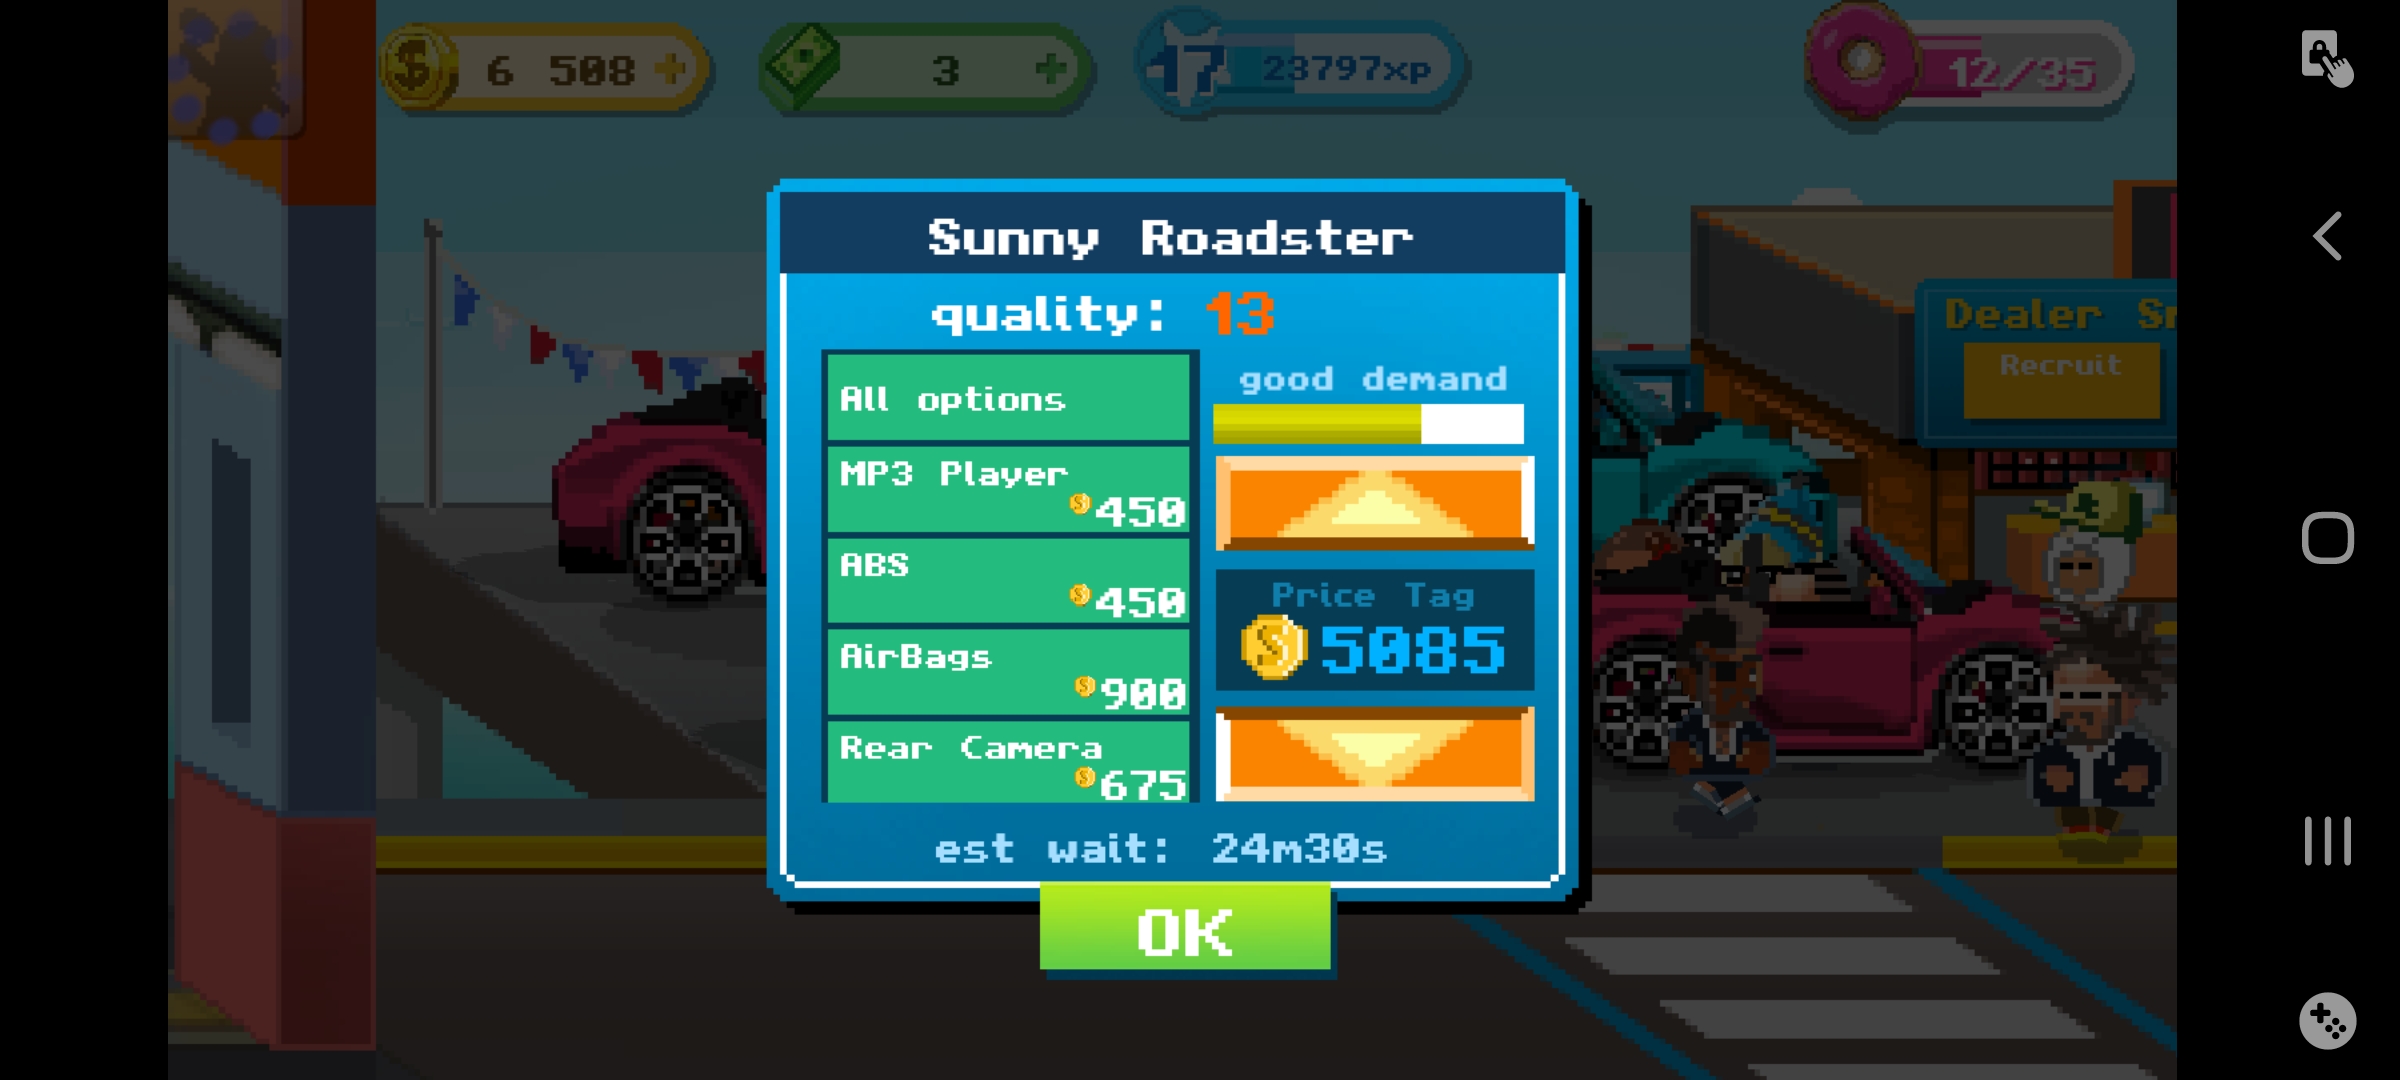 6 508 +
3 +
17 23797xp
12/35
Sunny Roadster
quality: 13
All options
MP3 Player
450
ABS
450
AirBags
900
Rear Camera
675
good demand
Price Tag
5085
est wait: 24m30s
OK
Dealer
Recruit